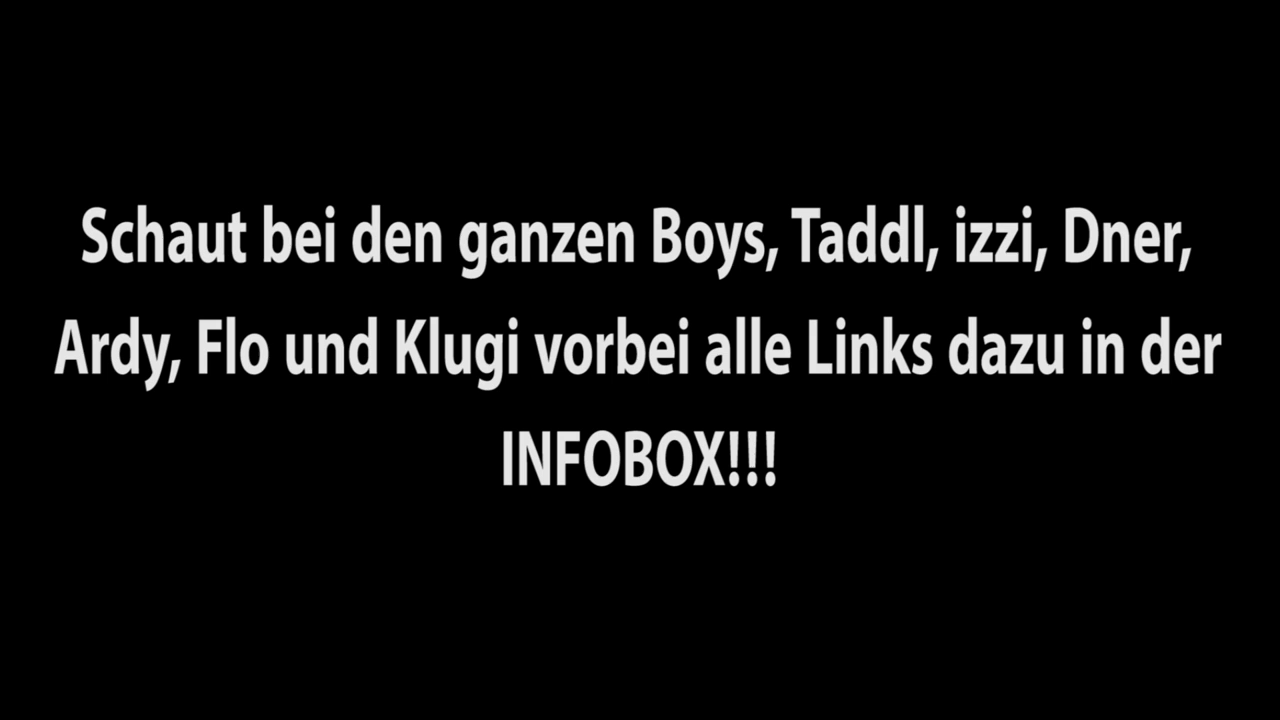 Schaut bei den ganzen Boys, Taddl, izzi, Dner,
Ardy, Flo und Klugi vorbei alle Links dazu in der
INFOBOX!!!